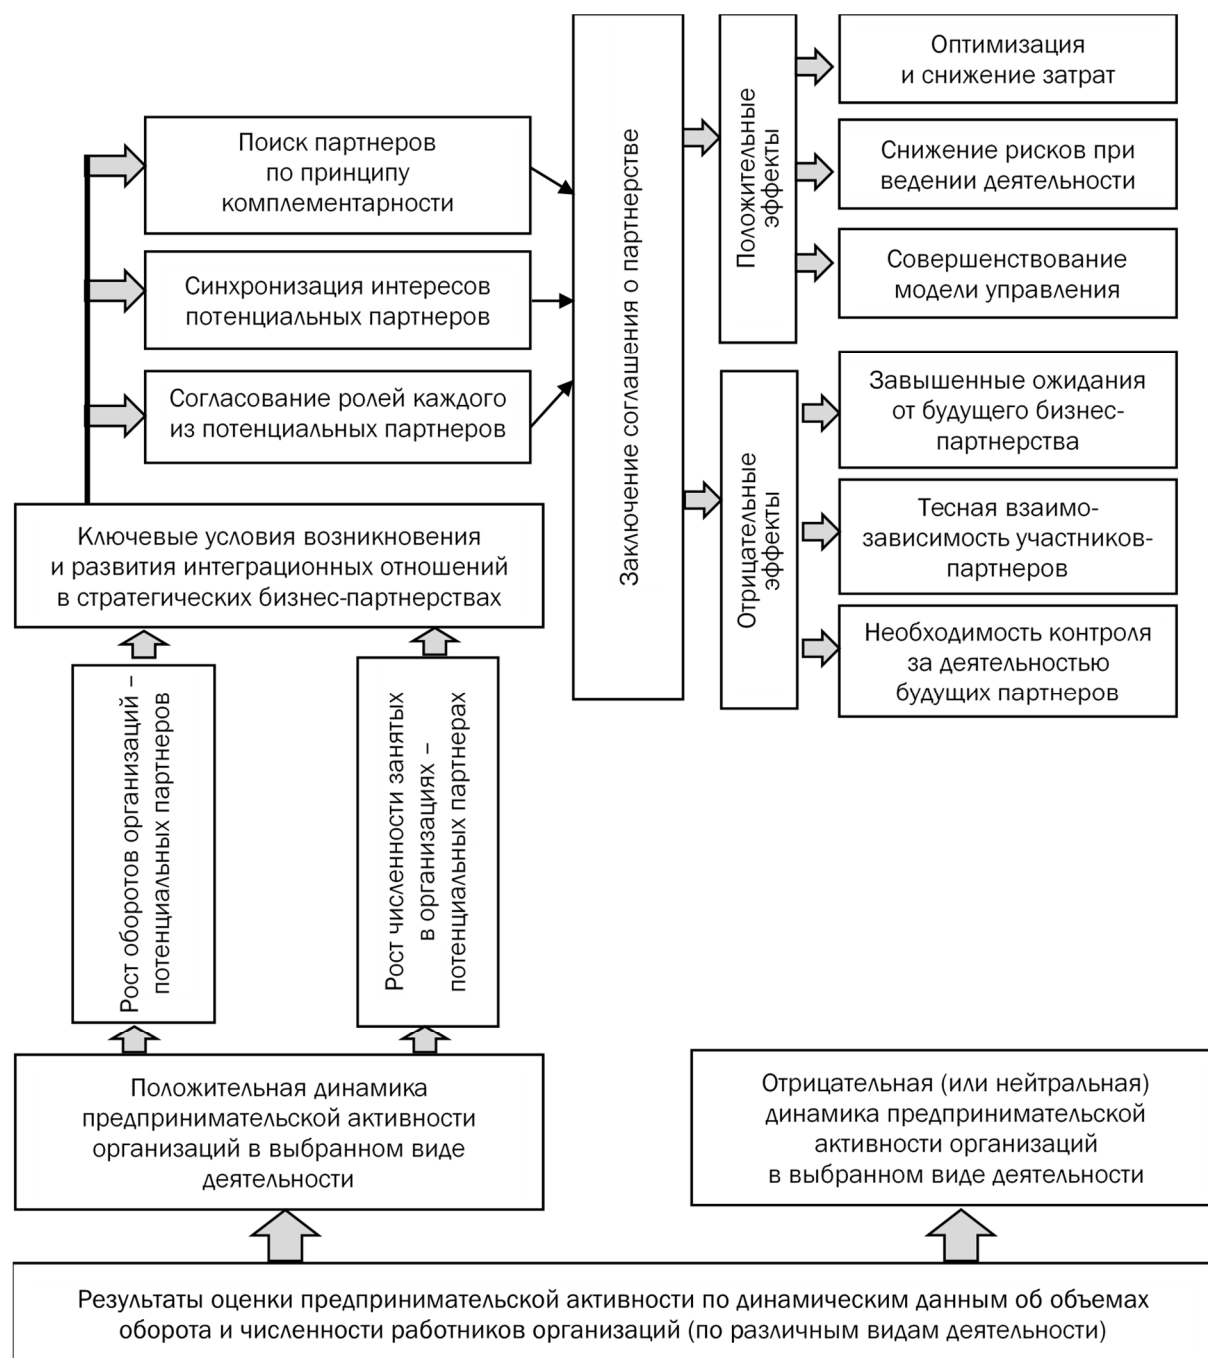 Оптимизация
и снижение затрат
Поиск партнеров
по принципу
комплементарности
Снижение рисков при
ведении деятельности
Положительные
эффекты
Заключение соглашения о партнерстве
Синхронизация интересов
потенциальных партнеров
Совершенствование
модели управления
Согласование ролей каждого
из потенциальных партнеров
Завышенные ожидания
от будущего бизнес-
партнерства
Отрицательные
эффекты
Тесная взаимо-
зависимость участников-
партнеров
Ключевые условия возникновения
и развития интеграционных отношений
в стратегических бизнес-партнерствах
Необходимость контроля
за деятельностью
будущих партнеров
Рост оборотов организаций –
потенциальных партнеров
Рост численности занятых
в организациях –
потенциальных партнерах
Положительная динамика
предпринимательской активности
организаций в выбранном виде
деятельности
Отрицательная (или нейтральная)
динамика предпринимательской
активности организаций
в выбранном виде деятельности
Результаты оценки предпринимательской активности по динамическим данным об объемах
оборота и численности работников организаций (по различным видам деятельности)